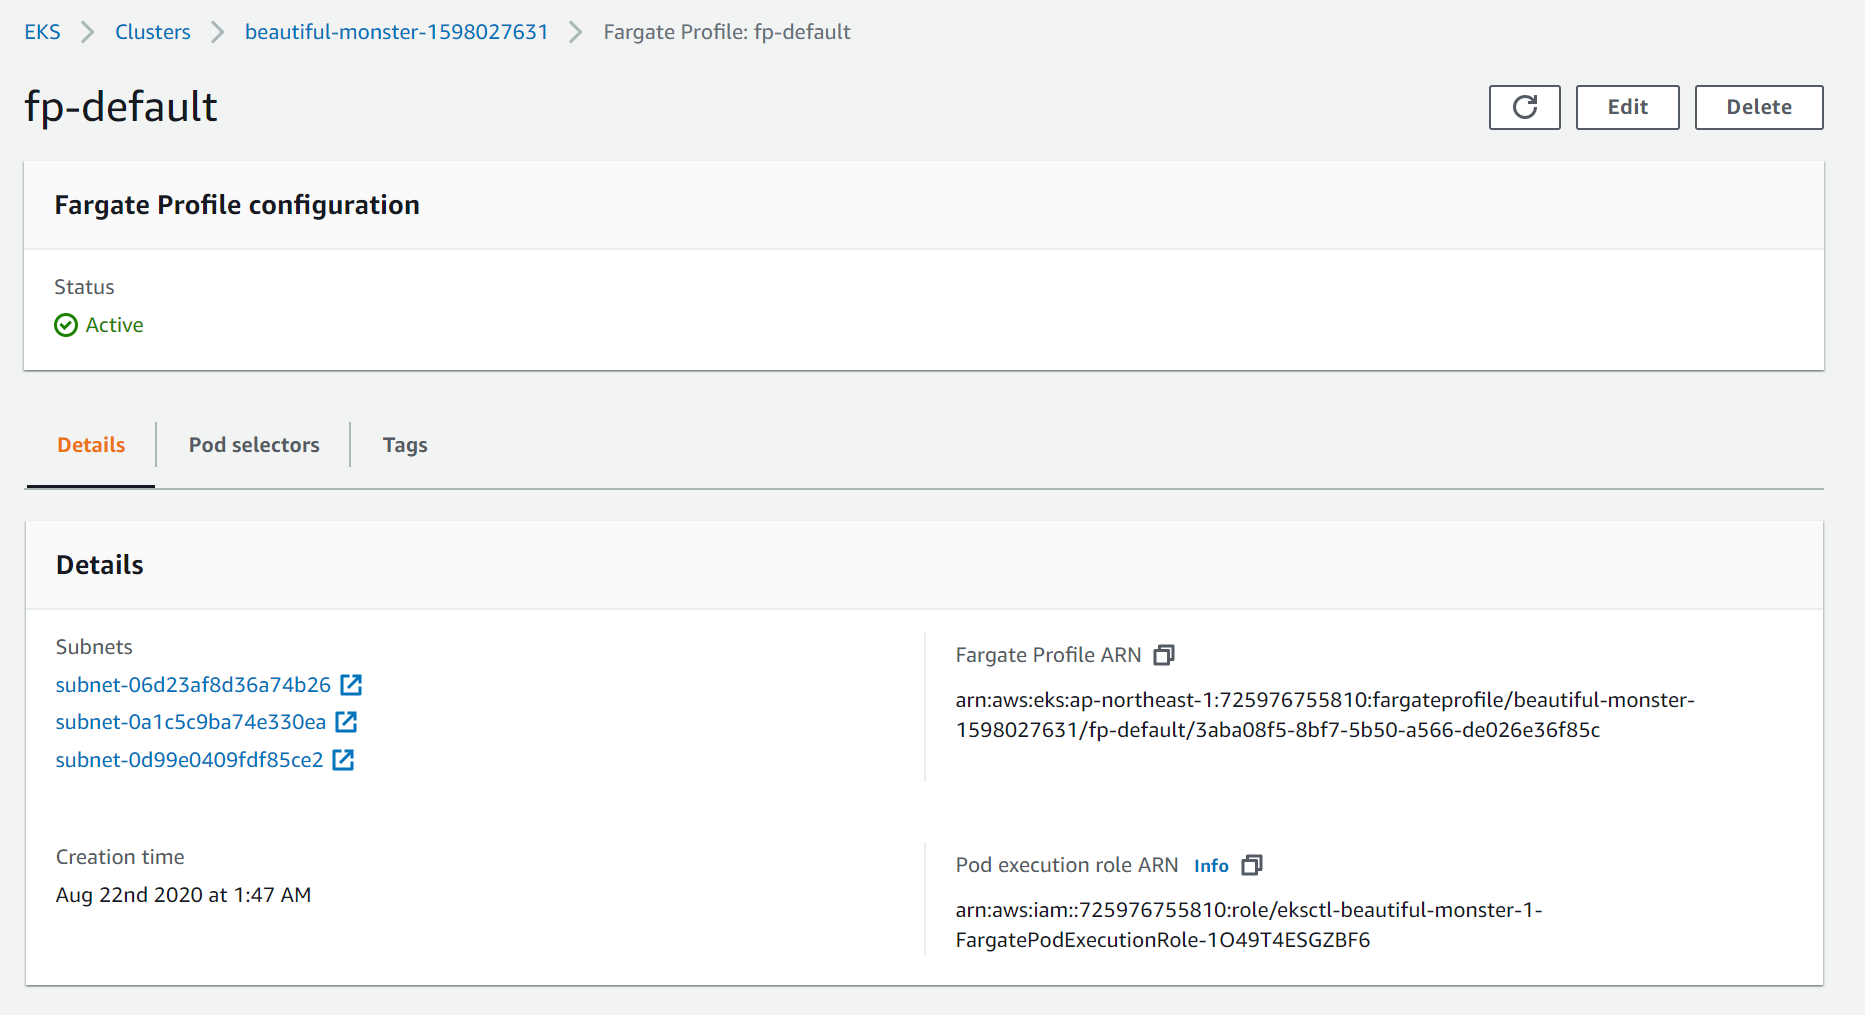 EKS > Clusters > beautiful-monster-1598027631 > Fargate Profile: fp-default
fp-default
Edit
Delete
Fargate Profile configuration
Status
Active
Details
Pod selectors
Tags
Details
Subnets
subnet-06d23af8d36a74b26
subnet-0a1c5c9ba74e330ea
subnet-0d99e0409fdf85ce2
Fargate Profile ARN
arn:aws:eks:ap-northeast-1:725976755810:fargateprofile/beautiful-monster-
1598027631/fp-default/3aba08f5-8bf7-5b50-a566-de026e36f85c
Creation time
Aug 22nd 2020 at 1:47 AM
Pod execution role ARN Info
arn:aws:iam::725976755810:role/eksctl-beautiful-monster-1-
FargatePodExecutionRole-1O49T4ESGZBF6